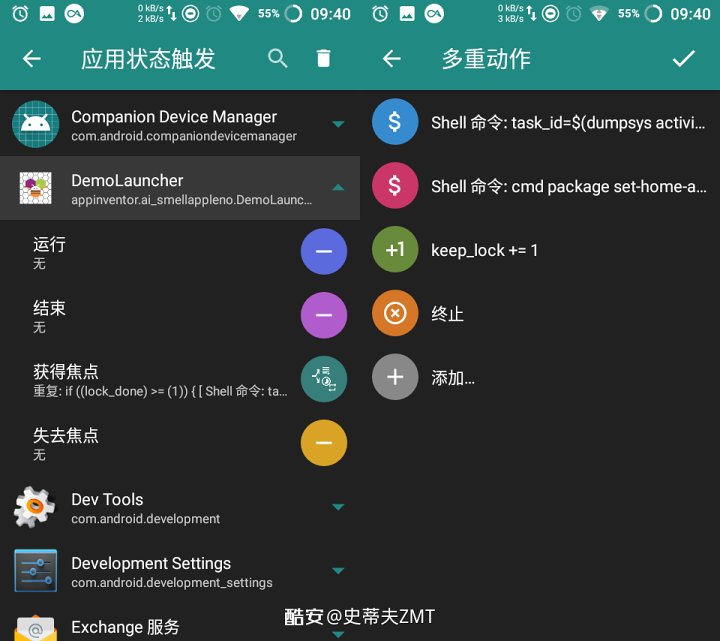 0 kB/s
2 kB/s
55%
09:40
应用状态触发
Companion Device Manager
com.android.companiondevicemanager
DemoLauncher
appinventor.ai_smellappleno.DemoLaunc...
运行
无
结束
无
获得焦点
重复: if ((lock_done) >= (1)) { [ Shell 命令: ta...
失去焦点
无
Dev Tools
com.android.development
Development Settings
com.android.development_settings
Exchange 服务
0 kB/s
3 kB/s
55%
09:40
多重动作
$
Shell 命令: task_id=$(dumpsys activi...
$
Shell 命令: cmd package set-home-a...
+1
keep_lock += 1
终止
添加...
酷安@史蒂夫ZMT